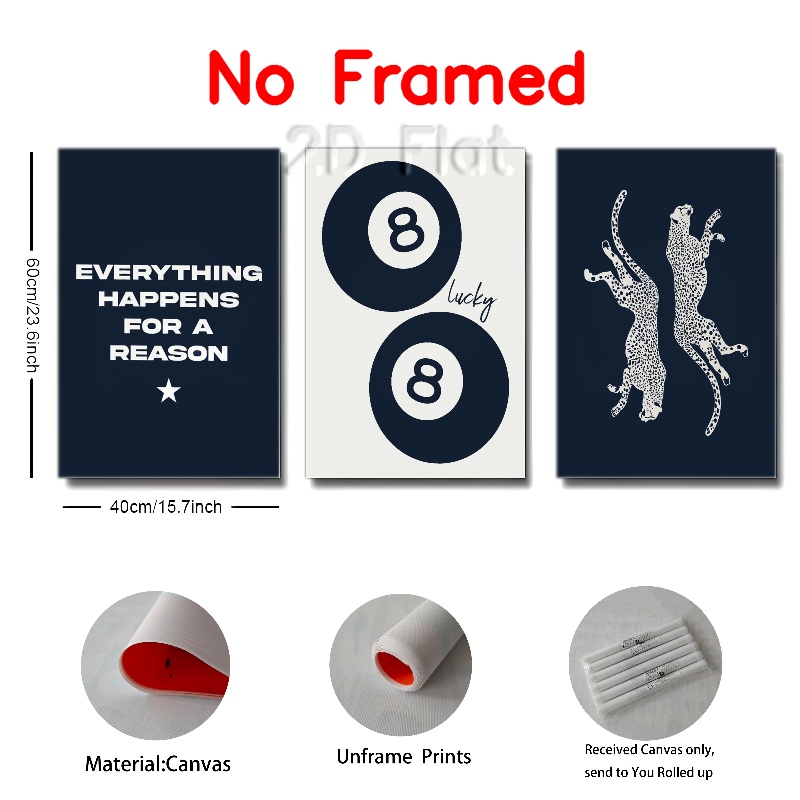 No Framed
2.D Flat
EVERYTHING
HAPPENS
FOR A
REASON
8
lucky
8
60cm/23.6inch
40cm/15.7inch
Material:Canvas
Unframe Prints
Received Canvas only,
send to You Rolled up